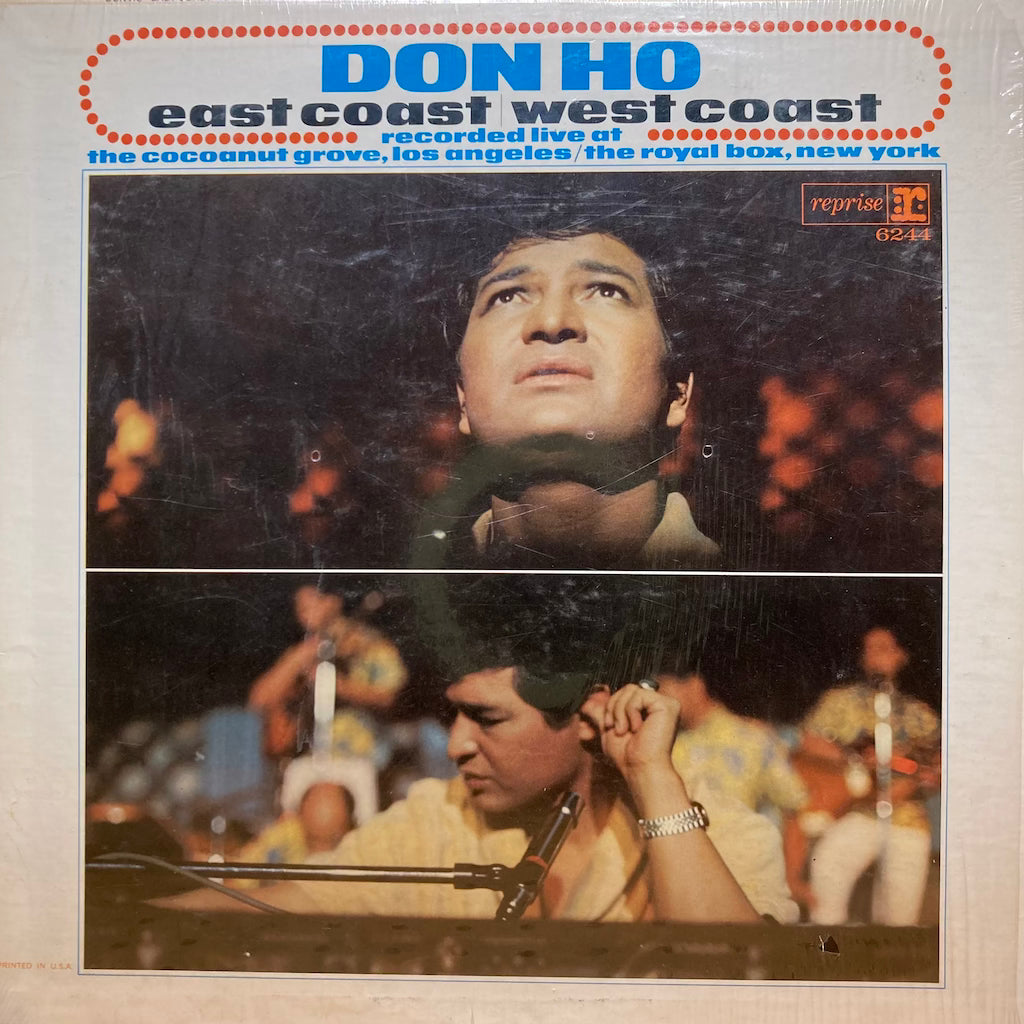 DON HO
east coast west coast
recorded live at
the cocoanut grove, los angeles/the royal box, new york
reprise r:
6244
PRINTED IN U.S.A.